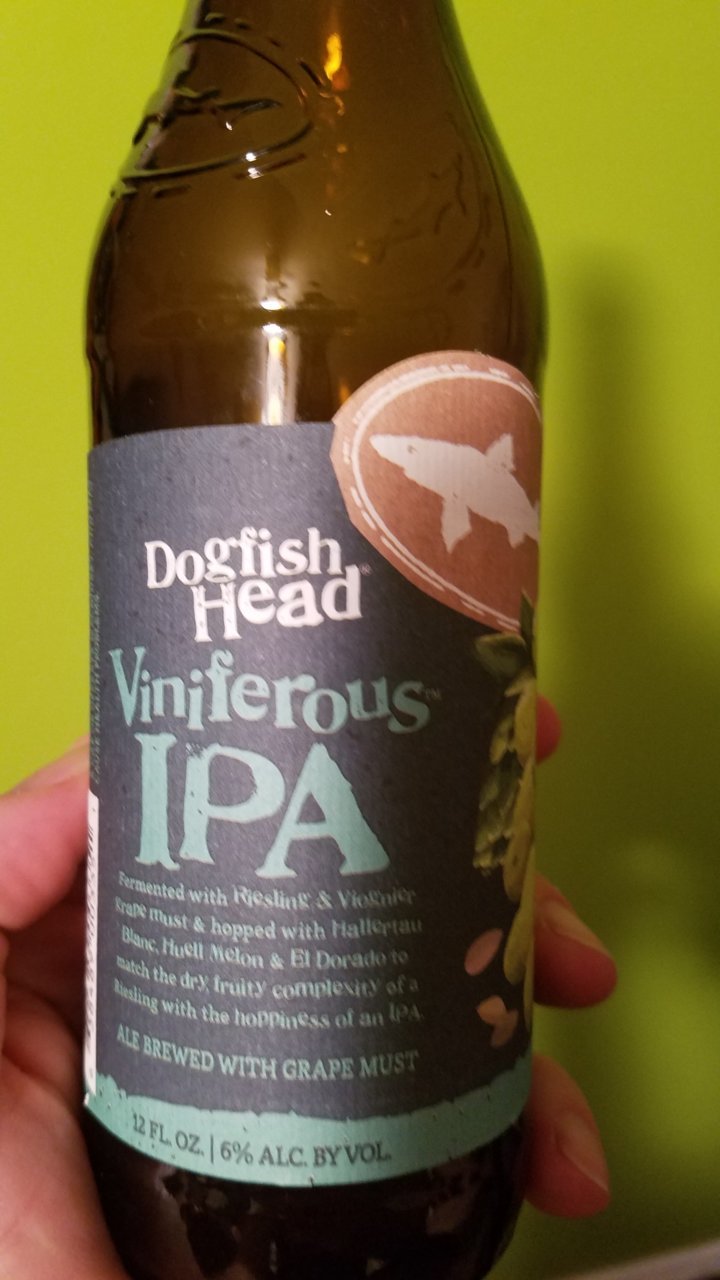 Dogfish
Head®
Viniferous™
IPA
Fermented with Riesling & Viognier
grape must & hopped with Hallertau
Blanc, Huell Melon & El Dorado to
match the dry, fruity complexity of a
Riesling with the hoppiness of an IPA.
ALE BREWED WITH GRAPE MUST
12 FL. OZ. | 6% ALC. BY VOL.